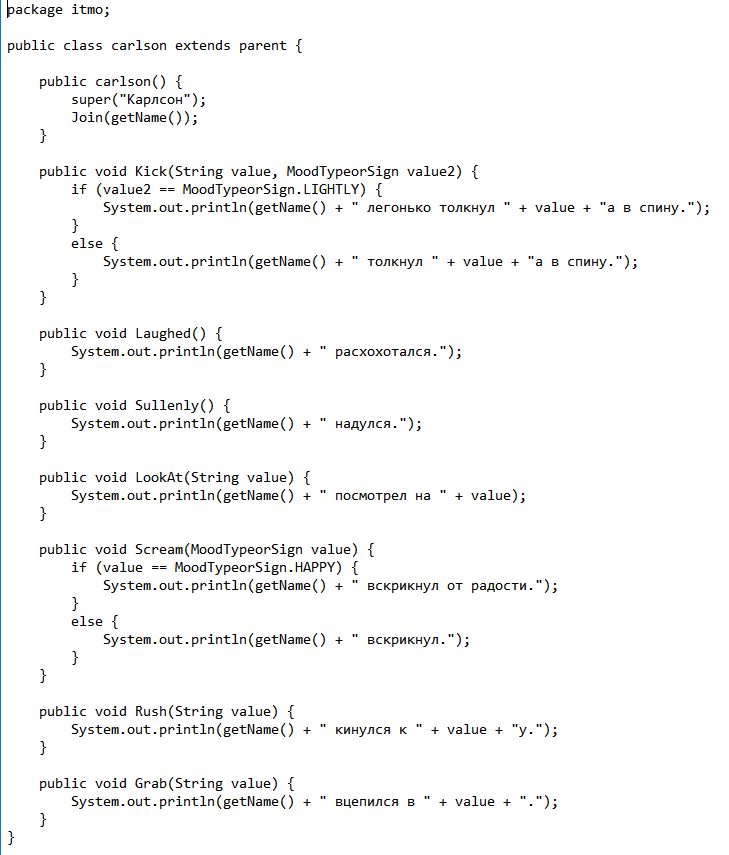 package itmo;

public class carlson extends parent {

    public carlson() {
        super("Карлсон");
        Join(getName());
    }

    public void Kick(String value, MoodTypeorSign value2) {
        if (value2 == MoodTypeorSign.LIGHTLY) {
            System.out.println(getName() + " легонько толкнул " + value + "а в спину.");
        }
        else {
            System.out.println(getName() + " толкнул " + value + "а в спину.");
        }
    }

    public void Laughed() {
        System.out.println(getName() + " расхохотался.");
    }

    public void Sullenly() {
        System.out.println(getName() + " надулся.");
    }

    public void LookAt(String value) {
        System.out.println(getName() + " посмотрел на " + value);
    }

    public void Scream(MoodTypeorSign value) {
        if (value == MoodTypeorSign.HAPPY) {
            System.out.println(getName() + " вскрикнул от радости.");
        }
        else {
            System.out.println(getName() + " вскрикнул.");
        }
    }

    public void Rush(String value) {
        System.out.println(getName() + " кинулся к " + value + "у.");
    }

    public void Grab(String value) {
        System.out.println(getName() + " вцепился в " + value + ".");
    }
}